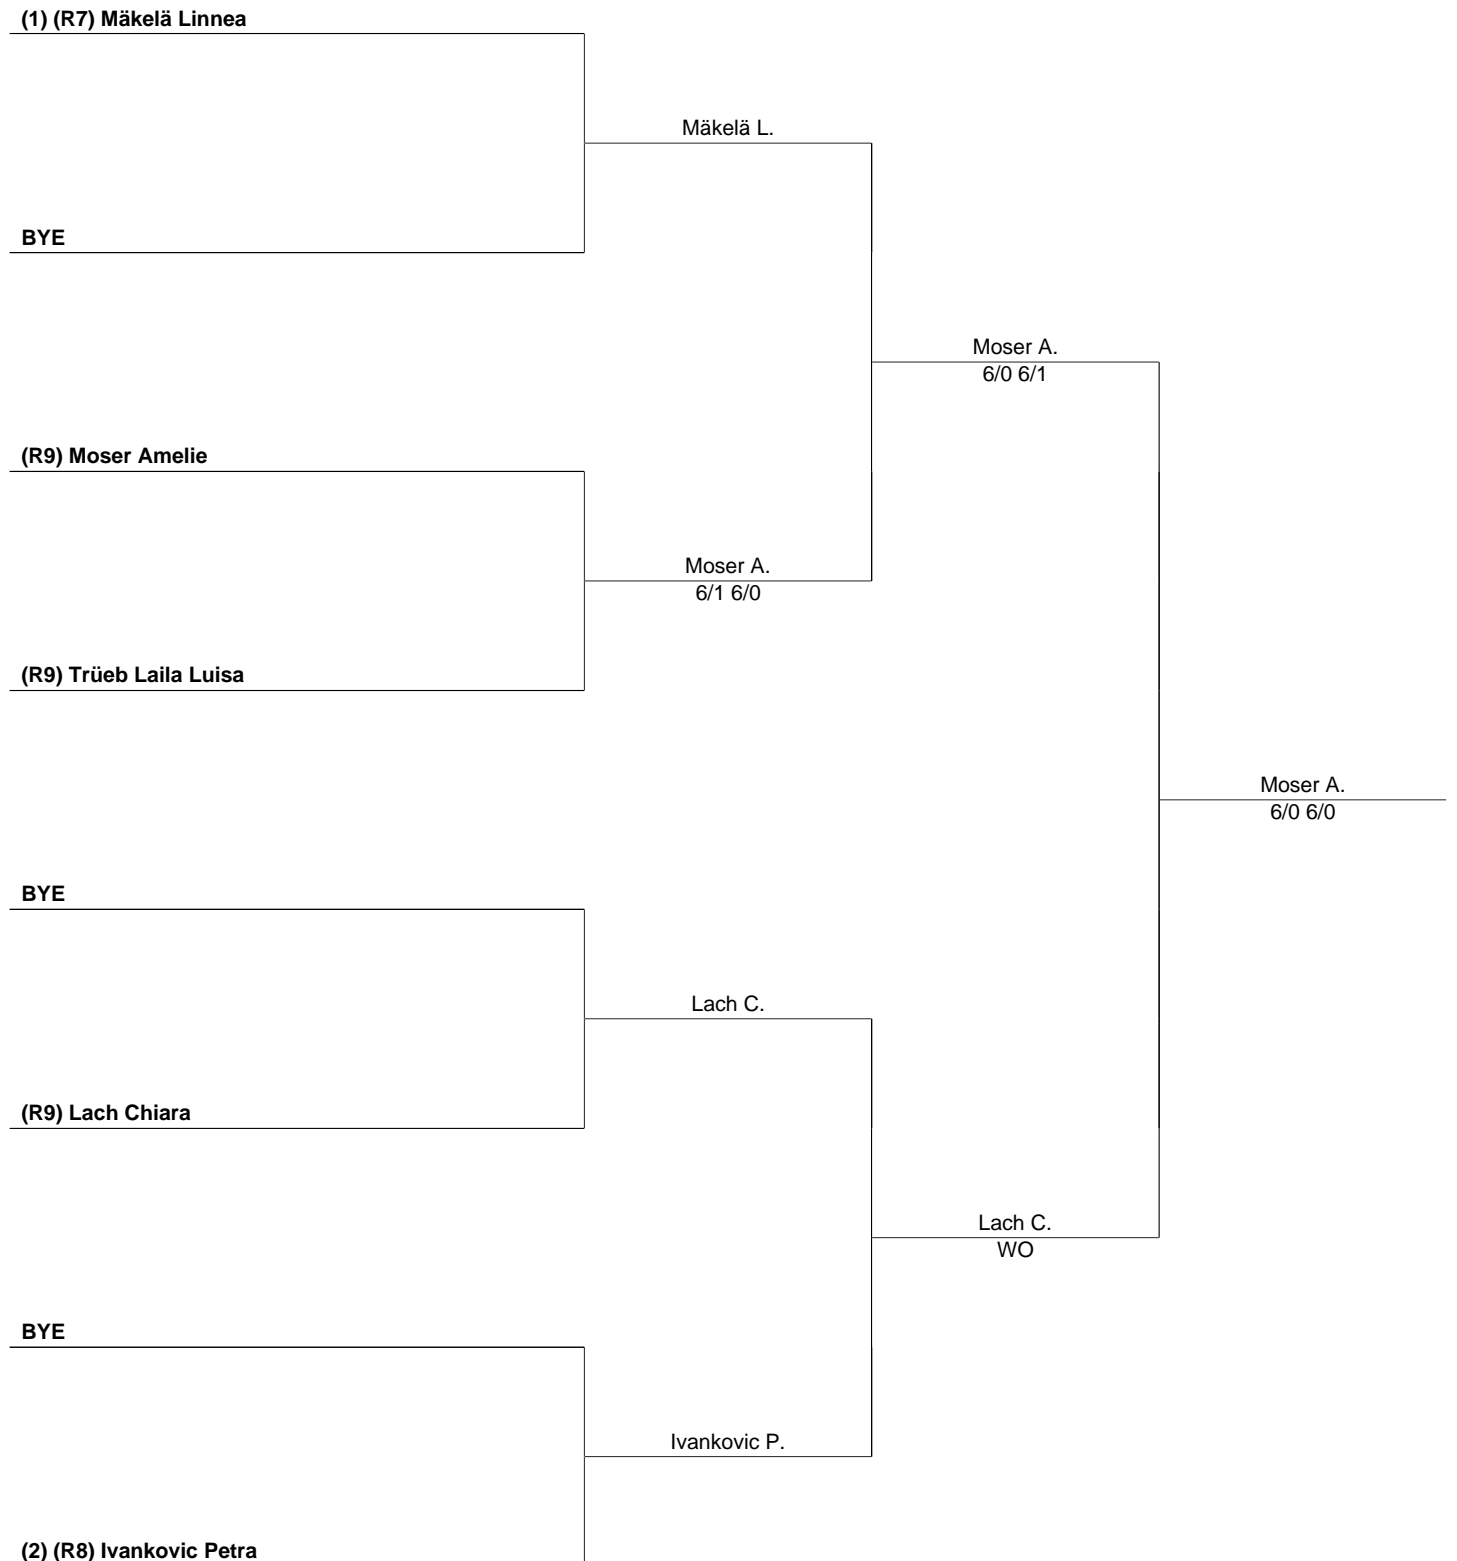 (1) (R7) Mäkelä Linnea
Mäkelä L.
BYE
Moser A.
6/0 6/1
(R9) Moser Amelie
Moser A.
6/1 6/0
(R9) Trüeb Laila Luisa
Moser A.
6/0 6/0
BYE
Lach C.
(R9) Lach Chiara
Lach C.
WO
BYE
Ivankovic P.
(2) (R8) Ivankovic Petra